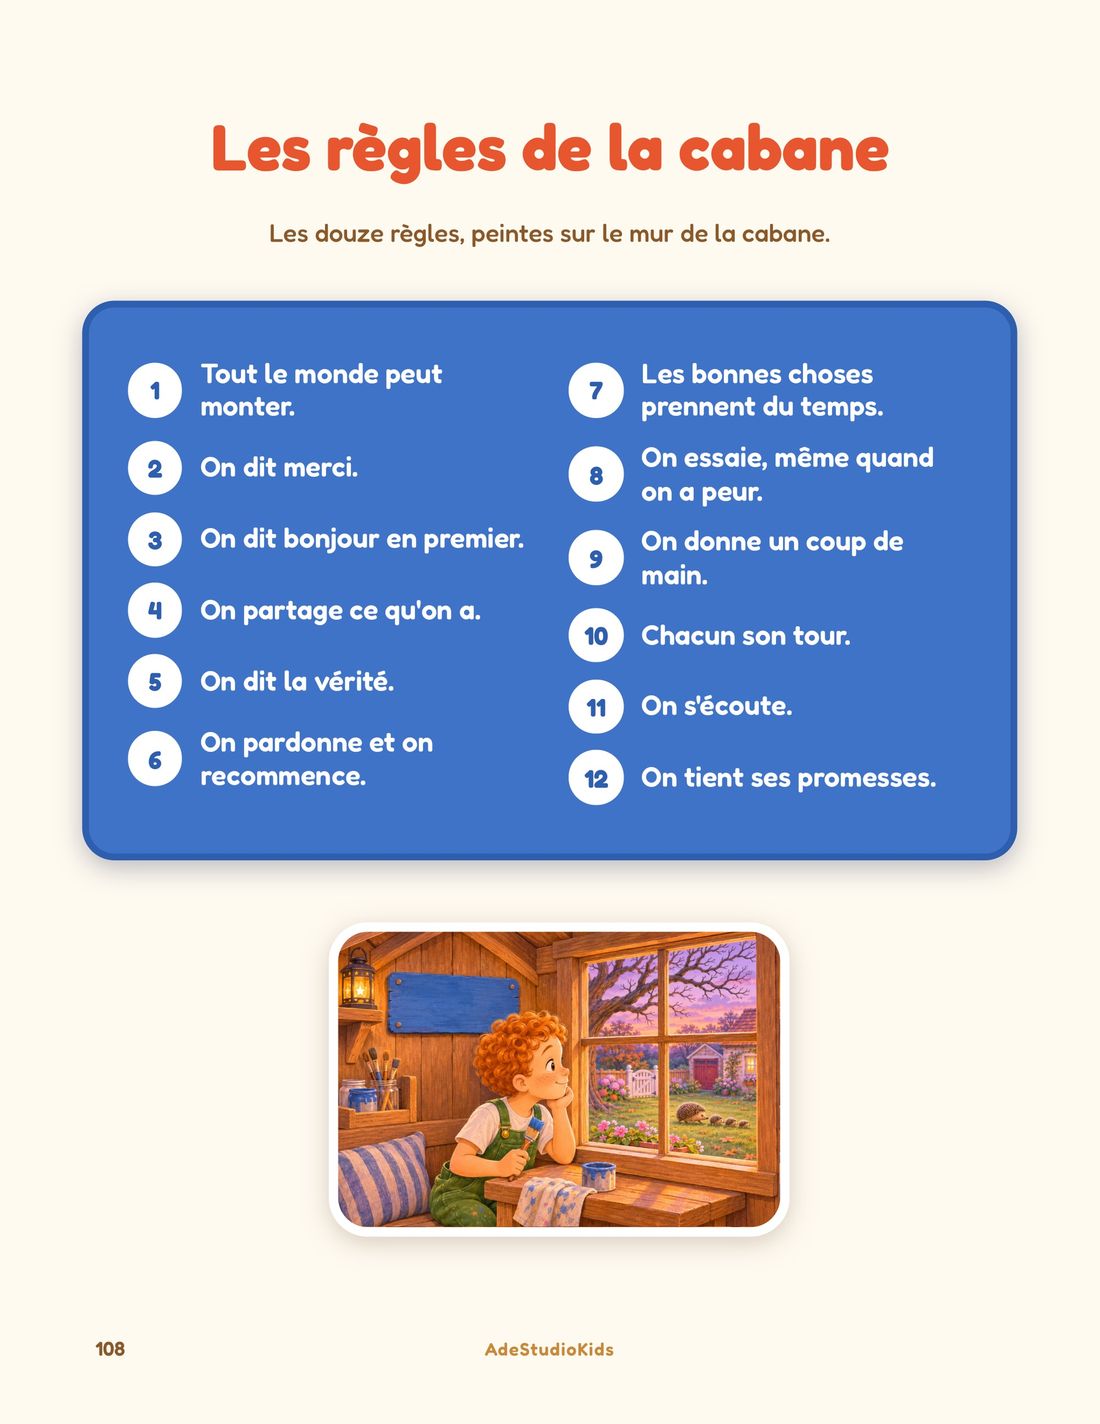 Les règles de la cabane
Les douze règles, peintes sur le mur de la cabane.
1 Tout le monde peut
monter.
2 On dit merci.
3 On dit bonjour en premier.
4 On partage ce qu'on a.
5 On dit la vérité.
6 On pardonne et on
recommence.
7 Les bonnes choses
prennent du temps.
8 On essaie, même quand
on a peur.
9 On donne un coup de
main.
10 Chacun son tour.
11 On s'écoute.
12 On tient ses promesses.
108
AdeStudioKids